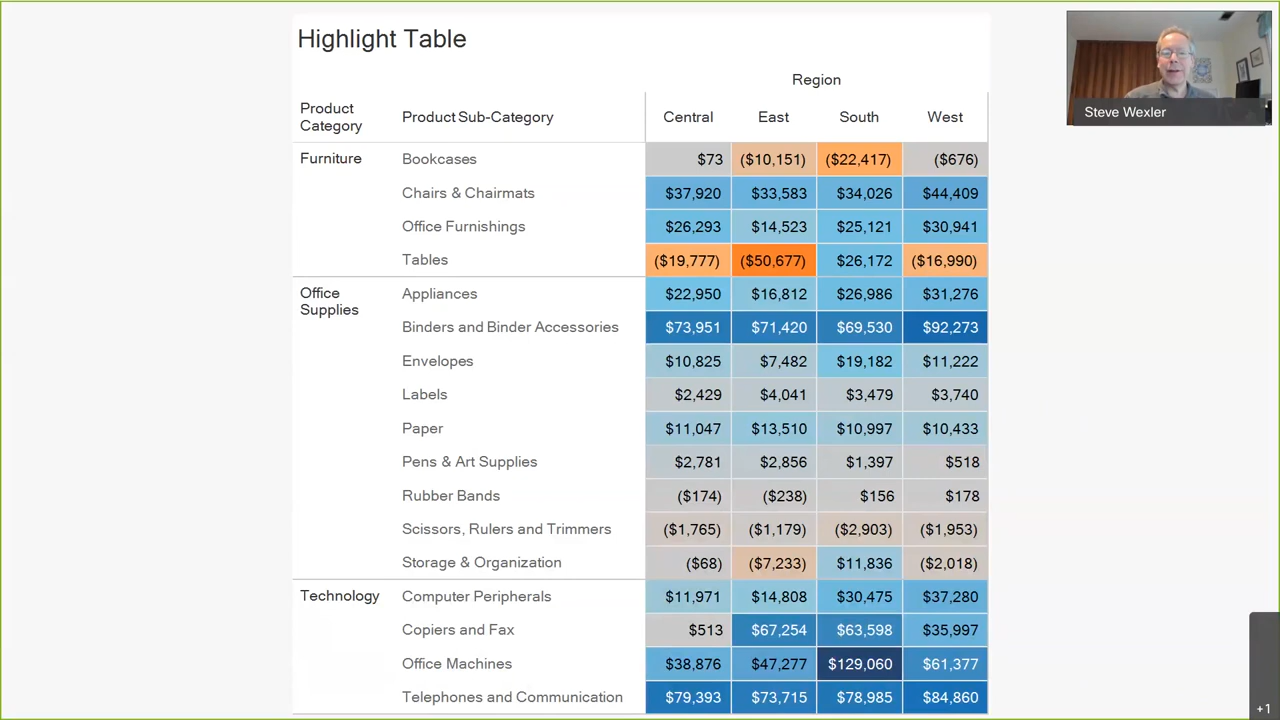 Highlight Table
Steve Wexler
Region
Product
Category
Product Sub-Category Central East South West
Furniture Bookcases $73 ($10,151) ($22,417) ($676)
Chairs & Chairmats $37,920 $33,583 $34,026 $44,409
Office Furnishings $26,293 $14,523 $25,121 $30,941
Tables ($19,777) ($50,677) $26,172 ($16,990)
Office
Supplies
Appliances $22,950 $16,812 $26,986 $31,276
Binders and Binder Accessories $73,951 $71,420 $69,530 $92,273
Envelopes $10,825 $7,482 $19,182 $11,222
Labels $2,429 $4,041 $3,479 $3,740
Paper $11,047 $13,510 $10,997 $10,433
Pens & Art Supplies $2,781 $2,856 $1,397 $518
Rubber Bands ($174) ($238) $156 $178
Scissors, Rulers and Trimmers ($1,765) ($1,179) ($2,903) ($1,953)
Storage & Organization ($68) ($7,233) $11,836 ($2,018)
Technology Computer Peripherals $11,971 $14,808 $30,475 $37,280
Copiers and Fax $513 $67,254 $63,598 $35,997
Office Machines $38,876 $47,277 $129,060 $61,377
Telephones and Communication $79,393 $73,715 $78,985 $84,860
+1